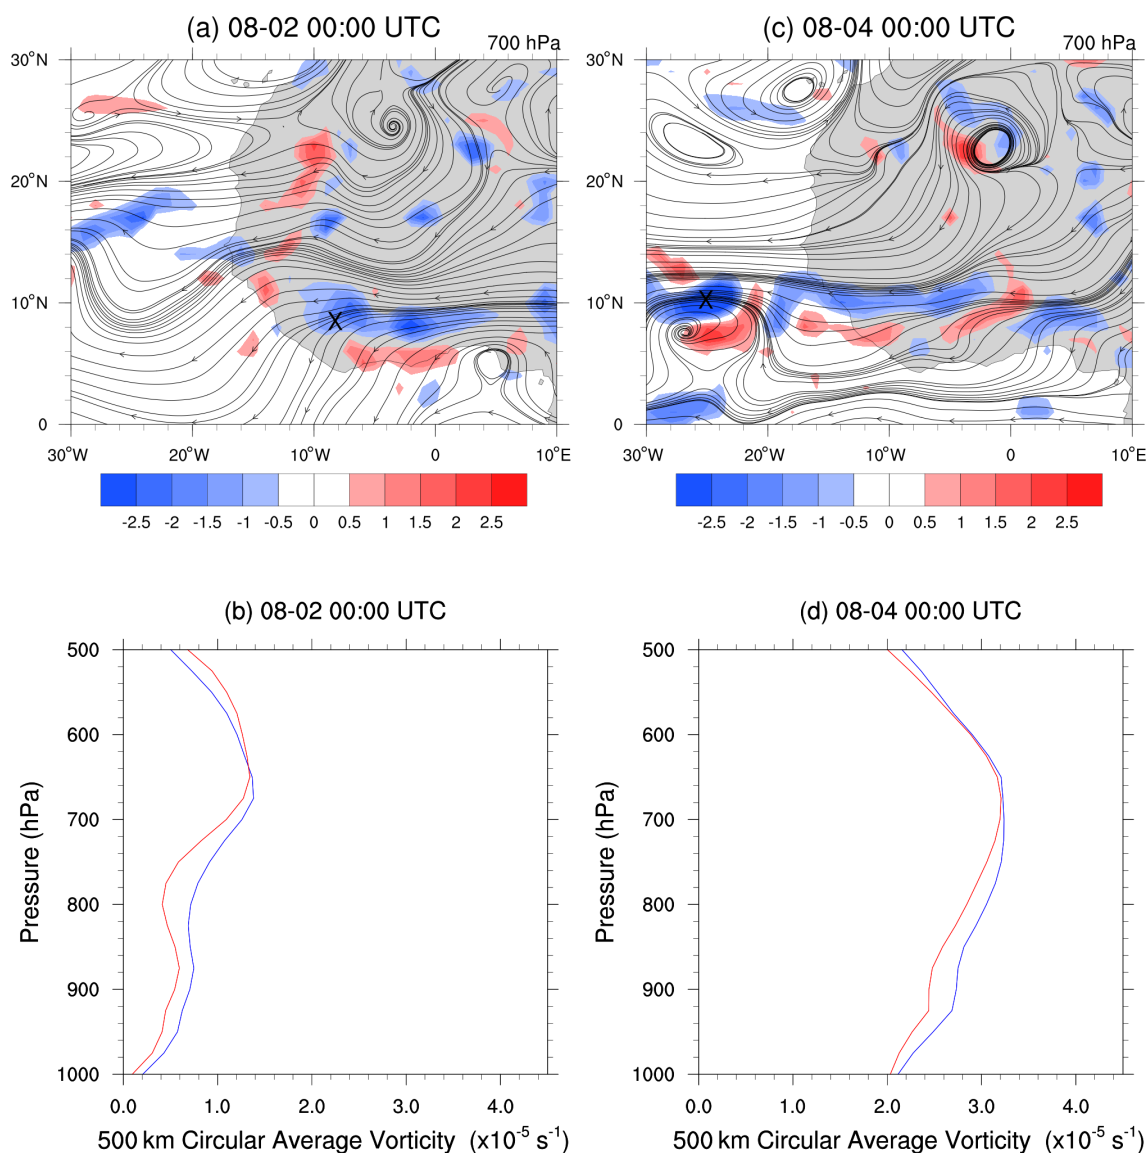 (a) 08-02 00:00 UTC
700 hPa
30°N
20°N
10°N
0
30°W 20°W 10°W 0 10°E
-2.5 -2 -1.5 -1 -0.5 0 0.5 1 1.5 2 2.5
X
(c) 08-04 00:00 UTC
700 hPa
30°N
20°N
10°N
0
30°W 20°W 10°W 0 10°E
-2.5 -2 -1.5 -1 -0.5 0 0.5 1 1.5 2 2.5
X
(b) 08-02 00:00 UTC
Pressure (hPa)
500
600
700
800
900
1000
0.0 1.0 2.0 3.0 4.0
500 km Circular Average Vorticity (x10⁻⁵ s⁻¹)
(d) 08-04 00:00 UTC
Pressure (hPa)
500
600
700
800
900
1000
0.0 1.0 2.0 3.0 4.0
500 km Circular Average Vorticity (x10⁻⁵ s⁻¹)